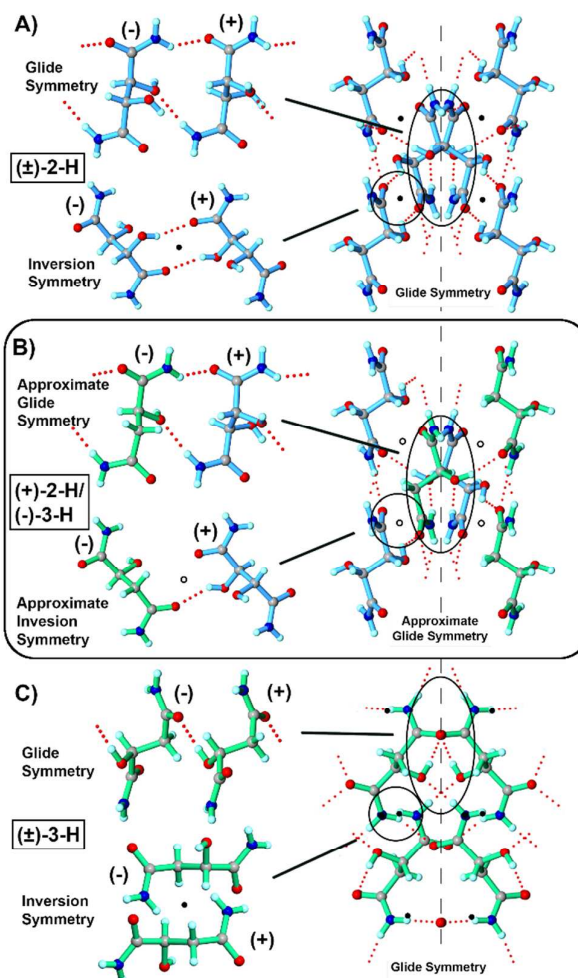 A)
(-)
(+)
Glide
Symmetry
(±)-2-H
(-)
(+)
Inversion
Symmetry
Glide Symmetry
B)
(-)
(+)
Approximate
Glide
Symmetry
(+)-2-H/
(-)-3-H
(-)
(+)
Approximate
Invesion
Symmetry
Approximate
Glide Symmetry
C)
(-)
(+)
Glide
Symmetry
(±)-3-H
(-)
Inversion
Symmetry
(+)
Glide Symmetry